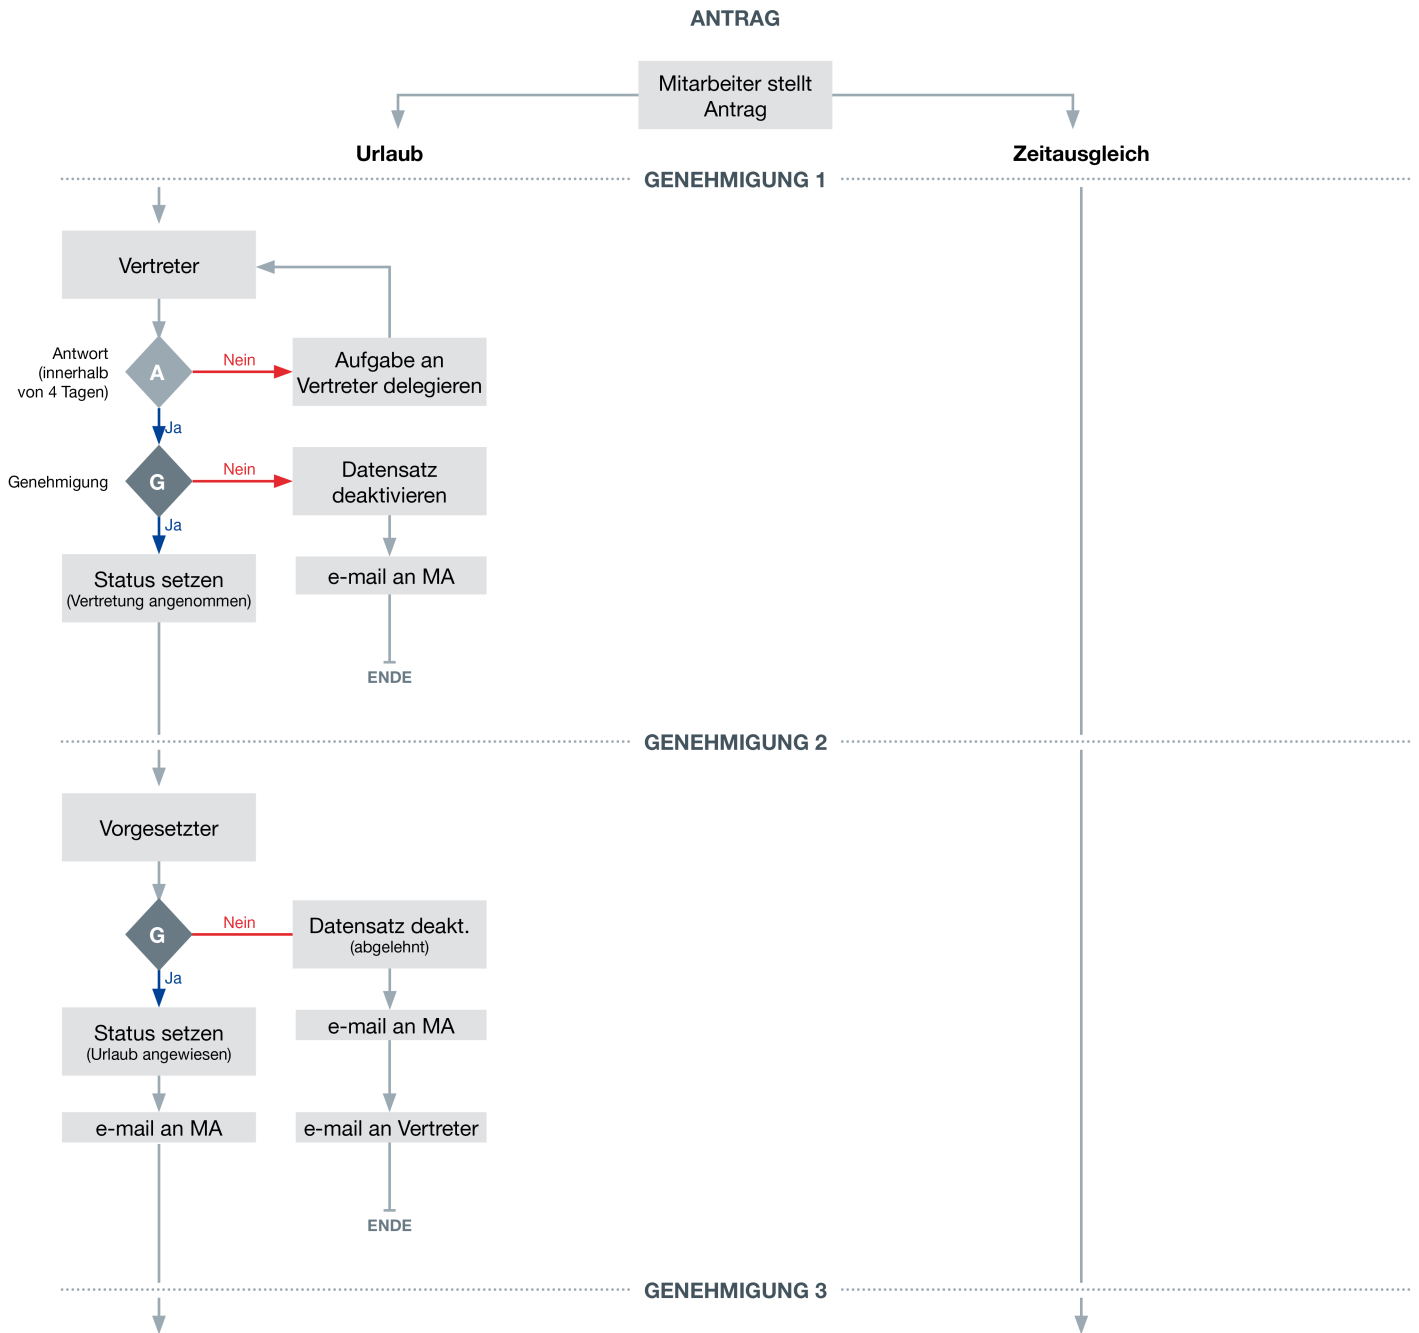 ANTRAG
Mitarbeiter stellt
Antrag
Urlaub
Zeitausgleich
GENEHMIGUNG 1
Vertreter
Antwort
(innerhalb
von 4 Tagen)
A
Nein
Aufgabe an
Vertreter delegieren
Ja
Genehmigung
G
Nein
Datensatz
deaktivieren
Ja
Status setzen
(Vertretung angenommen)
e-mail an MA
ENDE
GENEHMIGUNG 2
Vorgesetzter
G
Nein
Datensatz deakt.
(abgelehnt)
Ja
Status setzen
(Urlaub angewiesen)
e-mail an MA
e-mail an MA
e-mail an Vertreter
ENDE
GENEHMIGUNG 3